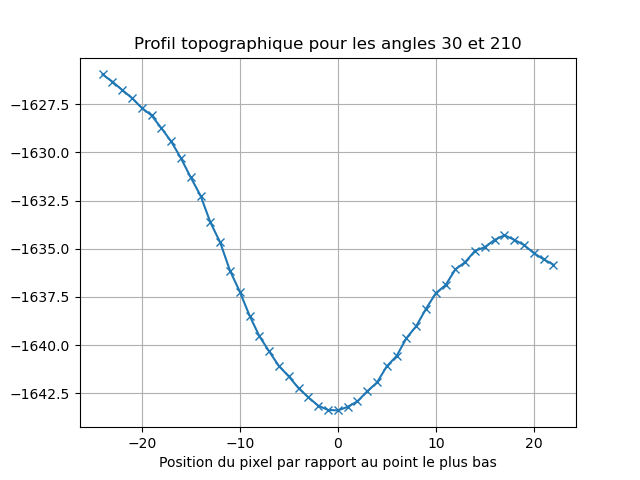 Profil topographique pour les angles 30 et 210
−1627.5
−1630.0
−1632.5
−1635.0
−1637.5
−1640.0
−1642.5
−20 −10 0 10 20
Position du pixel par rapport au point le plus bas